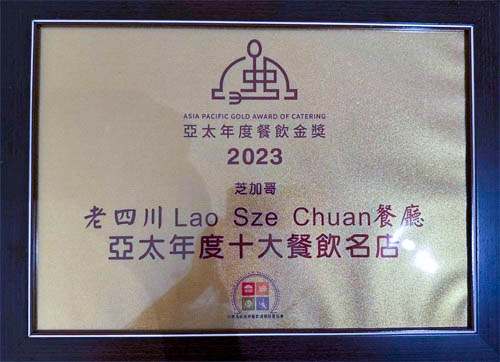 ASIA PACIFIC GOLD AWARD OF CATERING
亞太年度餐飲金獎
2023
芝加哥
老四川 Lao Sze Chuan餐廳
亞太年度十大餐飲名店